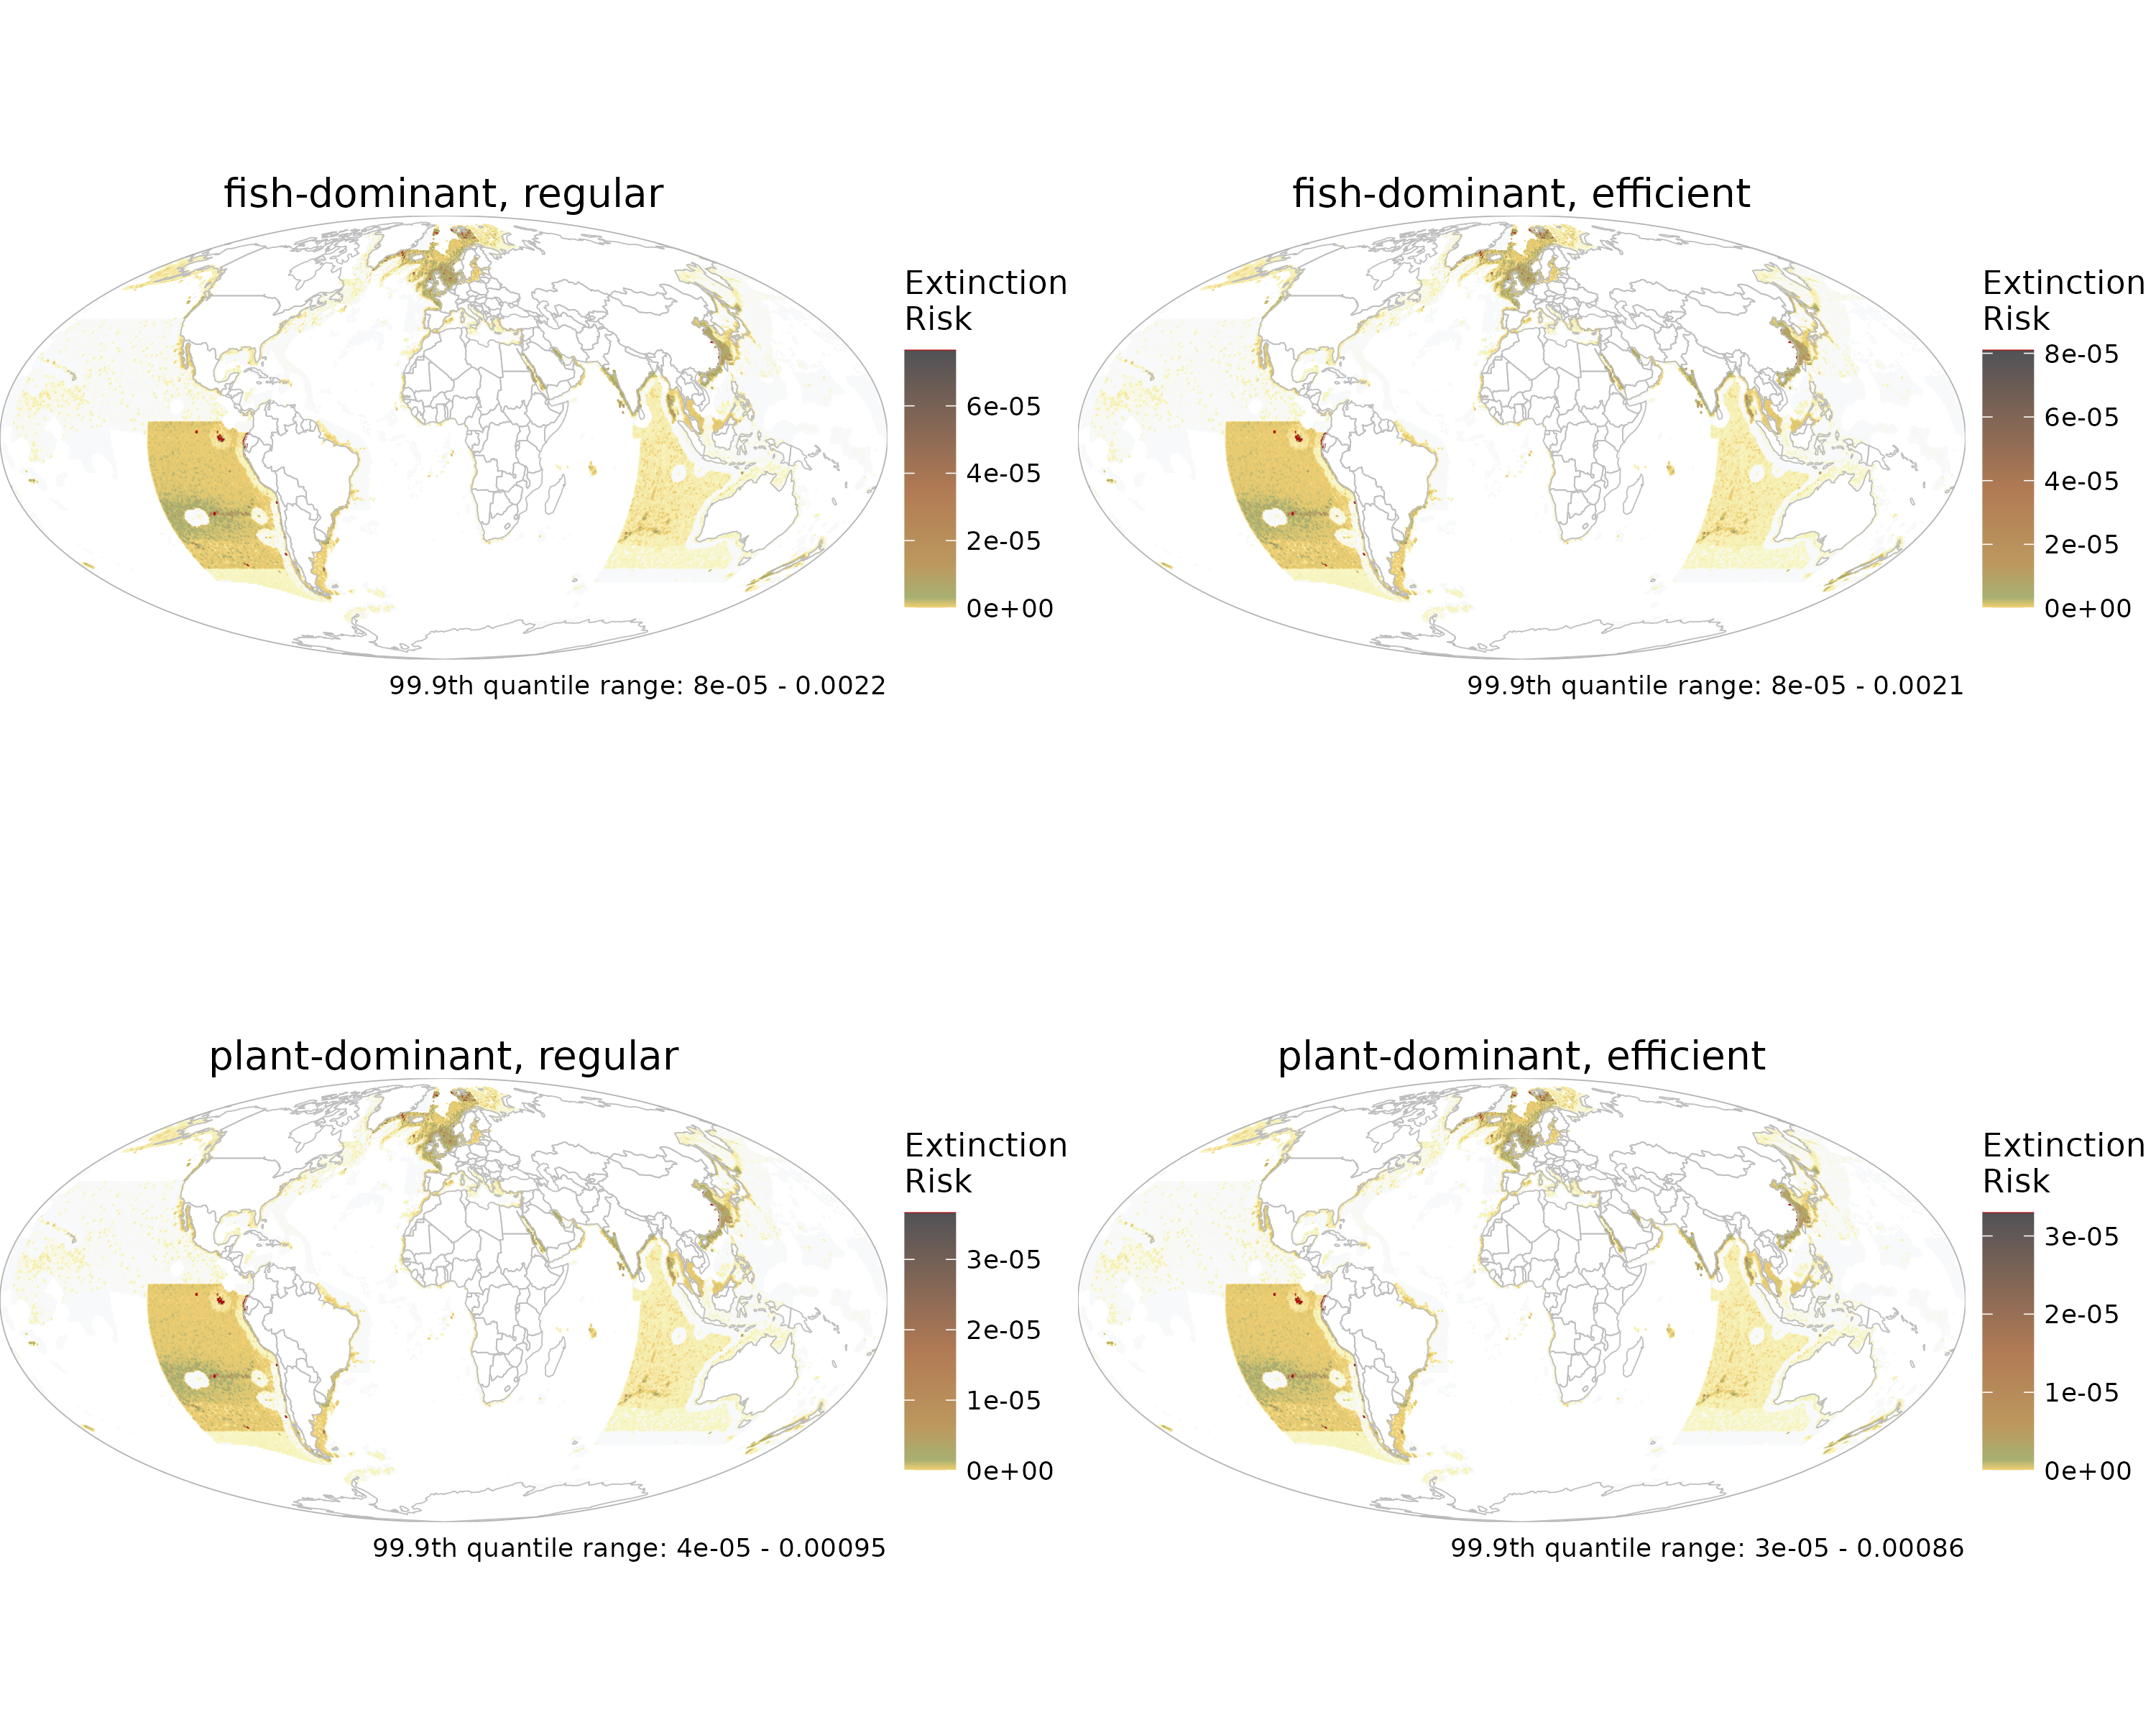 fish-dominant, regular
Extinction
Risk
6e-05
4e-05
2e-05
0e+00
99.9th quantile range: 8e-05 - 0.0022
fish-dominant, efficient
Extinction
Risk
8e-05
6e-05
4e-05
2e-05
0e+00
99.9th quantile range: 8e-05 - 0.0021
plant-dominant, regular
Extinction
Risk
3e-05
2e-05
1e-05
0e+00
99.9th quantile range: 4e-05 - 0.00095
plant-dominant, efficient
Extinction
Risk
3e-05
2e-05
1e-05
0e+00
99.9th quantile range: 3e-05 - 0.00086